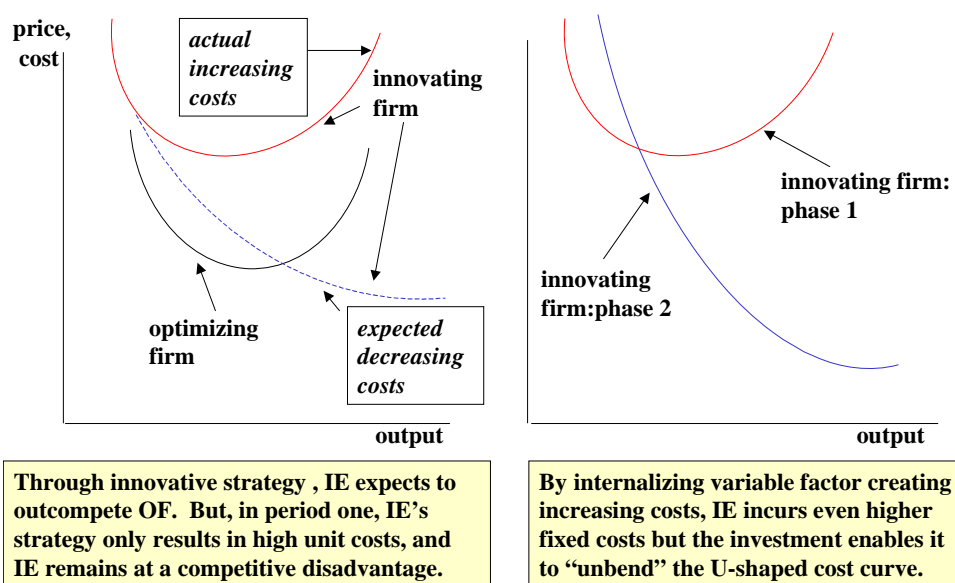 price,
cost
actual
increasing
costs
innovating
firm
optimizing
firm
expected
decreasing
costs
output
innovating firm:
phase 1
innovating
firm:phase 2
output
Through innovative strategy , IE expects to
outcompete OF. But, in period one, IE’s
strategy only results in high unit costs, and
IE remains at a competitive disadvantage.
By internalizing variable factor creating
increasing costs, IE incurs even higher
fixed costs but the investment enables it
to “unbend” the U-shaped cost curve.